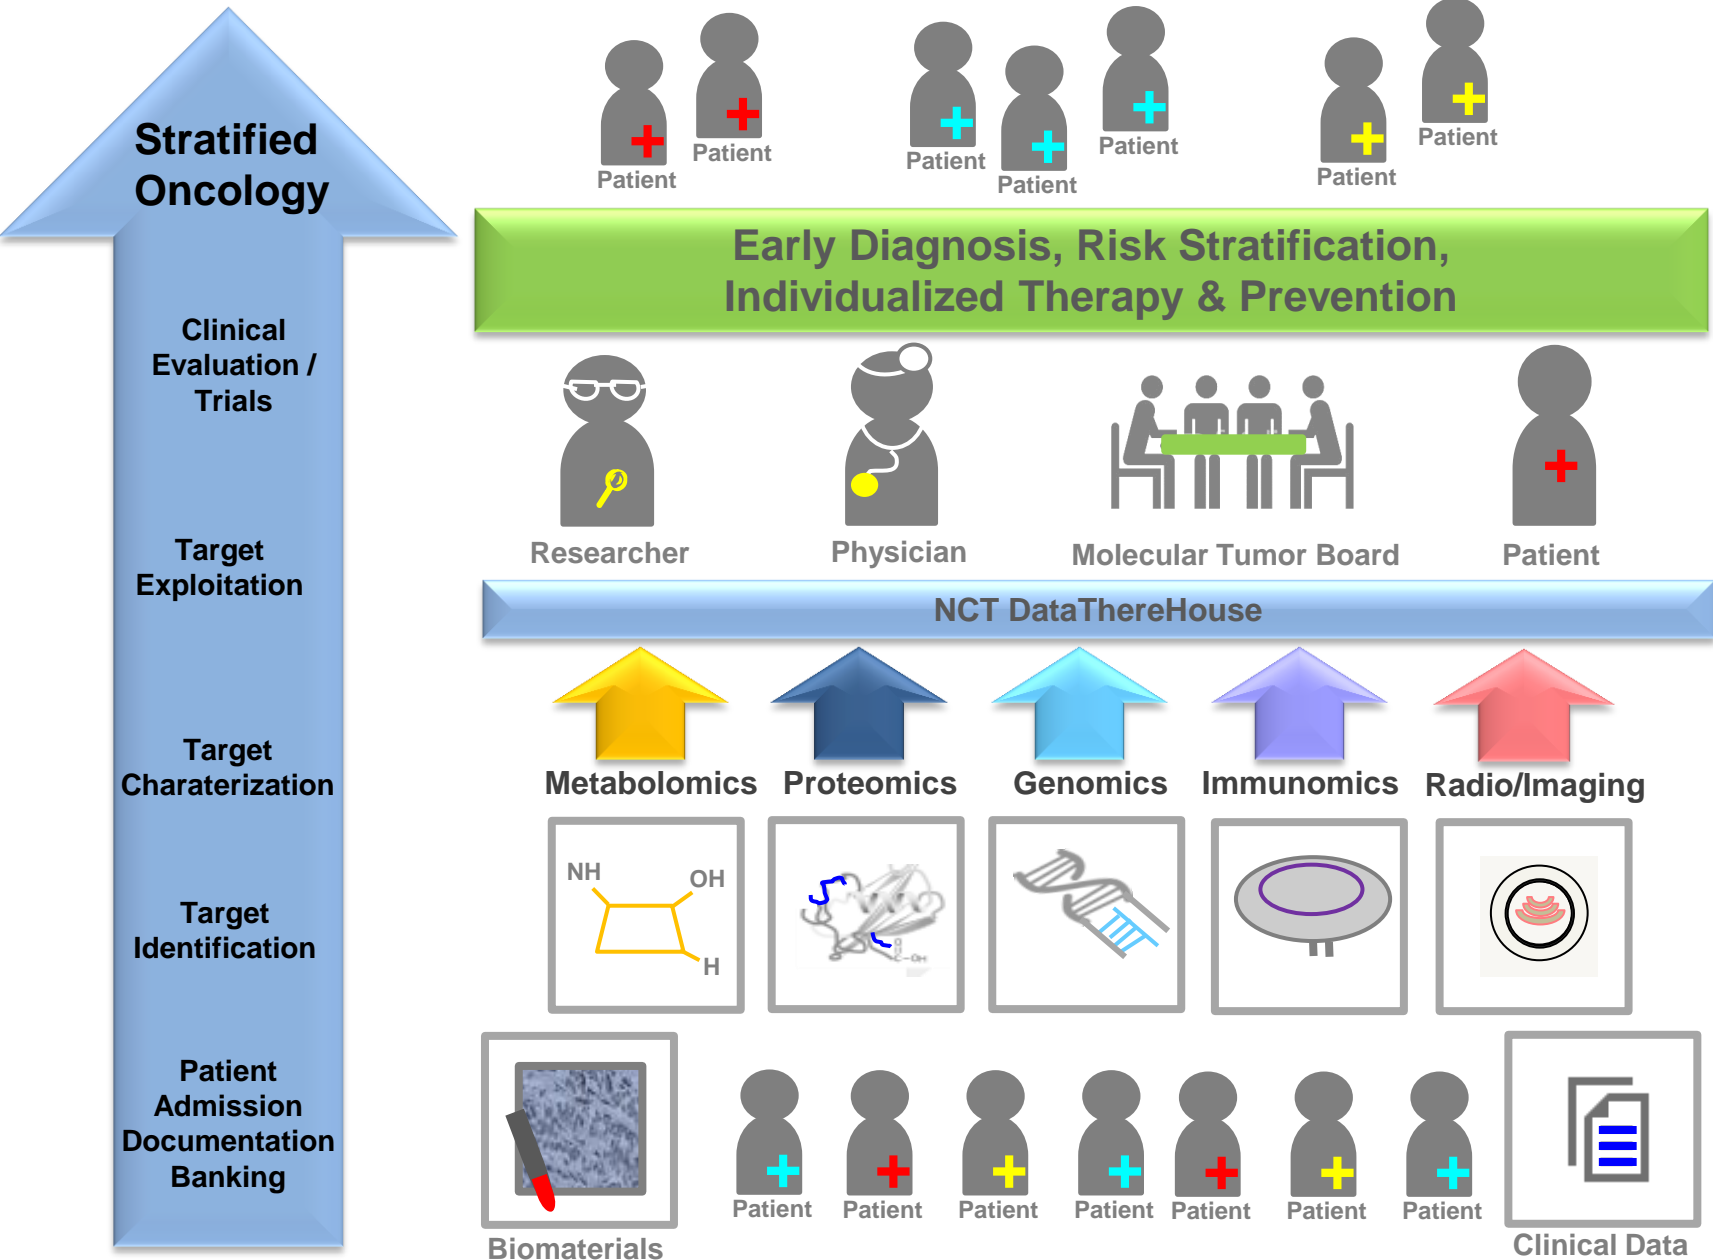 Stratified
Oncology
Clinical
Evaluation /
Trials
Target
Exploitation
Target
Charaterization
Target
Identification
Patient
Admission
Documentation
Banking
Patient
Patient
Patient
Patient
Patient
Patient
Patient
Early Diagnosis, Risk Stratification,
Individualized Therapy & Prevention
Researcher
Physician
Molecular Tumor Board
Patient
NCT DataThereHouse
Metabolomics
Proteomics
Genomics
Immunomics
Radio/Imaging
NH
OH
H
C-OH
Biomaterials
Patient
Patient
Patient
Patient
Patient
Patient
Patient
Clinical Data